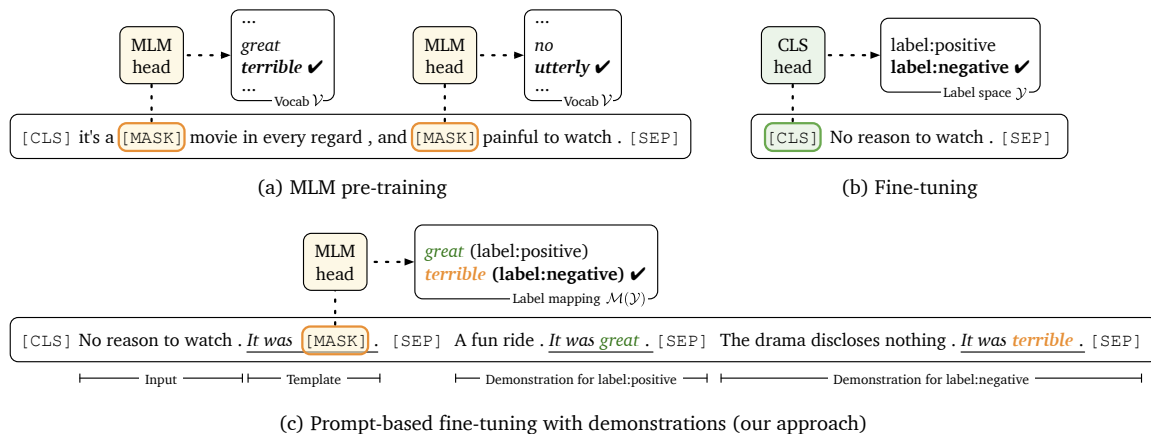 MLM head
...
great
terrible ✔
...
Vocab 𝒱
MLM head
...
no
utterly ✔
...
Vocab 𝒱
[CLS] it's a [MASK] movie in every regard , and [MASK] painful to watch . [SEP]
(a) MLM pre-training
CLS head
label:positive
label:negative ✔
Label space 𝒴
[CLS] No reason to watch . [SEP]
(b) Fine-tuning
MLM head
great (label:positive)
terrible (label:negative) ✔
Label mapping ℳ(𝒴)
[CLS] No reason to watch . It was [MASK] . [SEP] A fun ride . It was great . [SEP] The drama discloses nothing . It was terrible . [SEP]
Input Template Demonstration for label:positive Demonstration for label:negative
(c) Prompt-based fine-tuning with demonstrations (our approach)